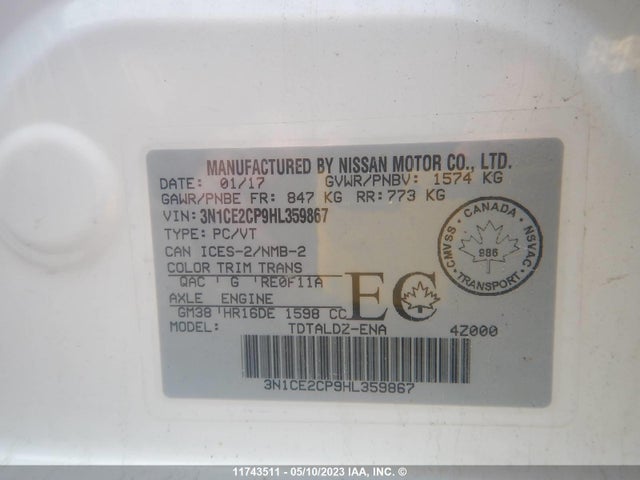 MANUFACTURED BY NISSAN MOTOR CO., LTD.
DATE: 01/17 GVWR/PNBV: 1574 KG
GAWR/PNBE FR: 847 KG RR: 773 KG
VIN: 3N1CE2CP9HL359867
TYPE: PC/VT
CAN ICES-2/NMB-2
COLOR TRIM TRANS
QAC G RE0F11A
AXLE ENGINE
GM38 HR16DE 1598 CC
MODEL: TDTALDZ-ENA 4Z000
EC
CANADA
CMVSS NSVAC
986
TRANSPORT
3N1CE2CP9HL359867
11743511 - 05/10/2023 IAA, INC. ©